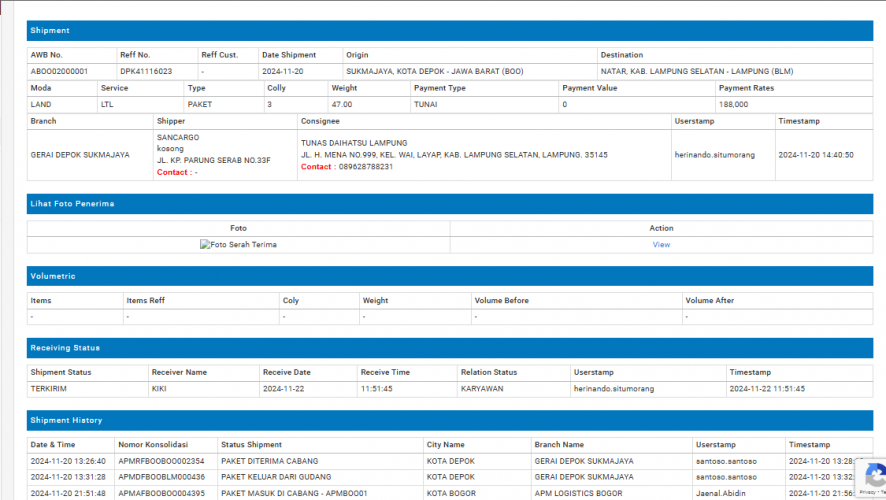 Shipment
AWB No. Reff No. Reff Cust. Date Shipment Origin Destination
ABOO02000001 DPK41116023 - 2024-11-20 SUKMAJAYA, KOTA DEPOK - JAWA BARAT (BOO) NATAR, KAB. LAMPUNG SELATAN - LAMPUNG (BLM)
Moda Service Type Colly Weight Payment Type Payment Value Payment Rates
LAND LTL PAKET 3 47.00 TUNAI 0 188,000
Branch Shipper Consignee Userstamp Timestamp
GERAI DEPOK SUKMAJAYA SANCARGO
kosong
JL. KP. PARUNG SERAB NO.33F
Contact : - TUNAS DAIHATSU LAMPUNG
JL. H. MENA NO.999, KEL. WAI, LAYAP, KAB. LAMPUNG SELATAN, LAMPUNG. 35145
Contact : 089628788231 herinando.situmorang 2024-11-20 14:40:50
Lihat Foto Penerima
Foto Action
Foto Serah Terima View
Volumetric
Items Items Reff Coly Weight Volume Before Volume After
- - - - - -
Receiving Status
Shipment Status Receiver Name Receive Date Receive Time Relation Status Userstamp Timestamp
TERKIRIM KIKI 2024-11-22 11:51:45 KARYAWAN herinando.situmorang 2024-11-22 11:51:45
Shipment History
Date & Time Nomor Konsolidasi Status Shipment City Name Branch Name Userstamp Timestamp
2024-11-20 13:26:40 APMRFBOOBOO002354 PAKET DITERIMA CABANG KOTA DEPOK GERAI DEPOK SUKMAJAYA santoso.santoso 2024-11-20 13:28:
2024-11-20 13:31:28 APMDFBOOBLM000436 PAKET KELUAR DARI GUDANG KOTA DEPOK GERAI DEPOK SUKMAJAYA santoso.santoso 2024-11-20 13:32:
2024-11-20 21:51:48 APMAFBOOBOO004395 PAKET MASUK DI CABANG - APMBOO01 KOTA BOGOR APM LOGISTICS BOGOR Jaenal.Abidin 2024-11-20 21:56:
Privacy - Te